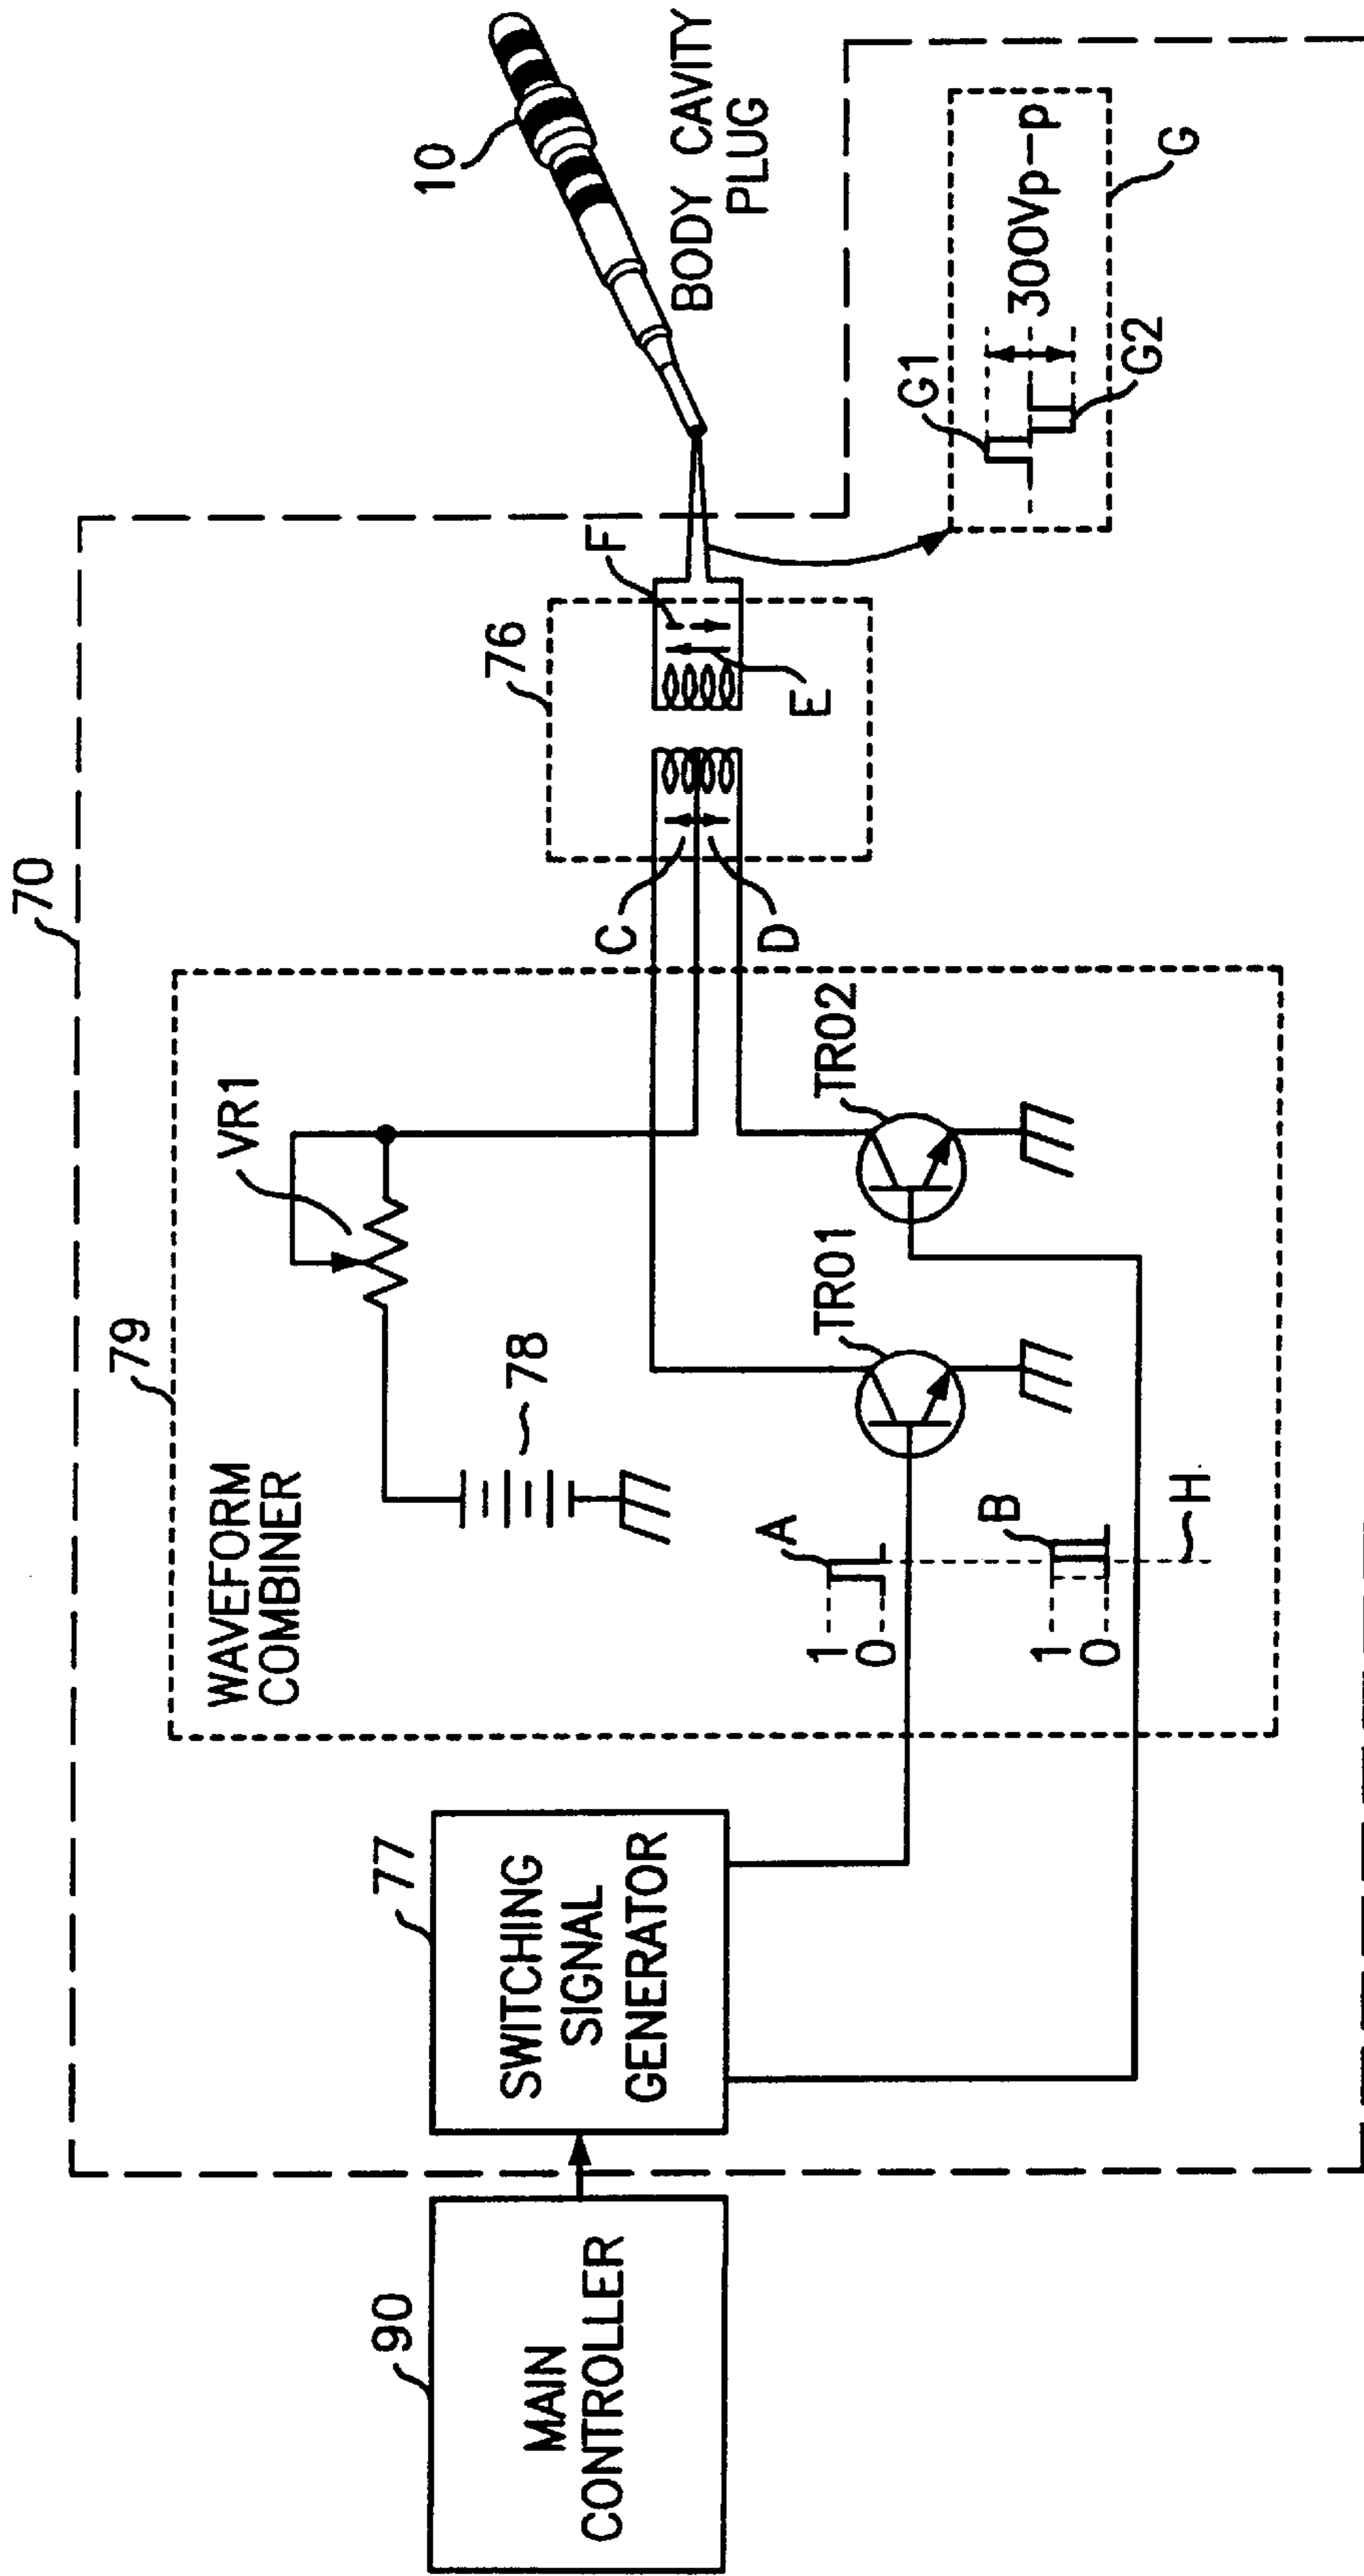 70
90
MAIN
CONTROLLER
77
SWITCHING
SIGNAL
GENERATOR
79
WAVEFORM
COMBINER
78
VR1
A
1
0
B
1
0
H
TR01
TR02
C
D
76
F
E
10
BODY CAVITY
PLUG
G1
300Vp-p
G2
G